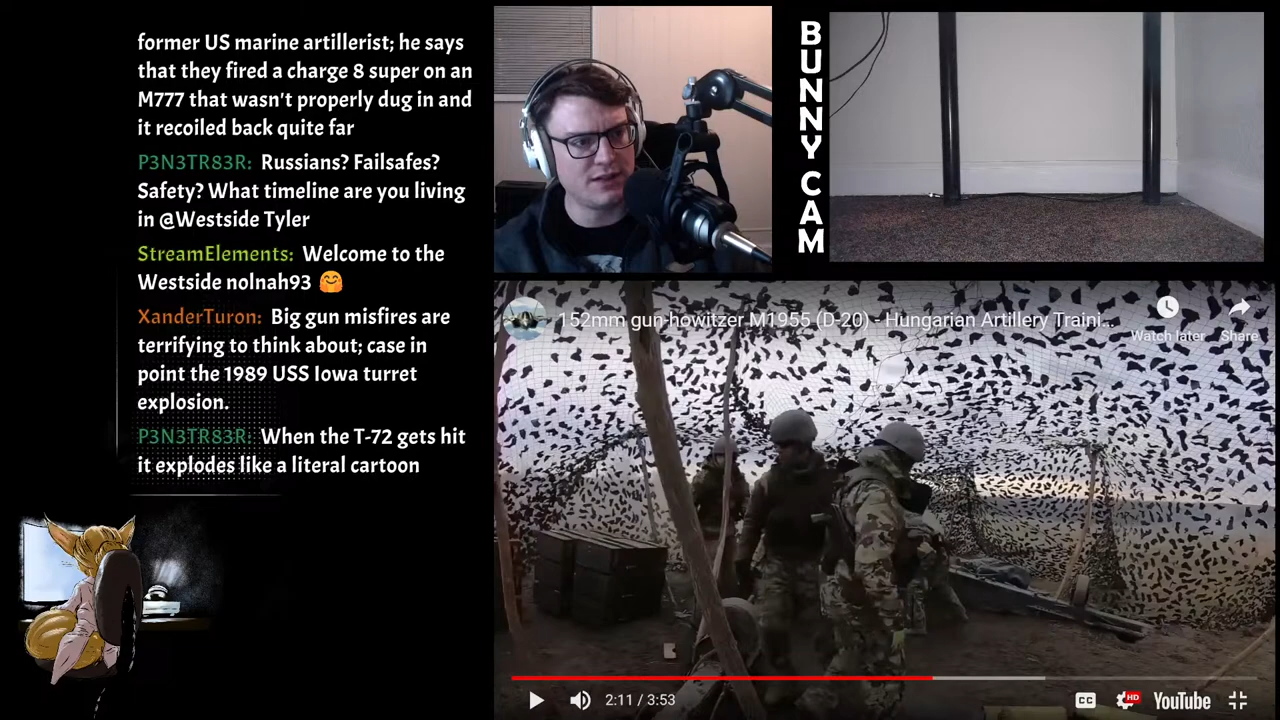 former US marine artillerist; he says
that they fired a charge 8 super on an
M777 that wasn't properly dug in and
it recoiled back quite far
P3N3TR83R: Russians? Failsafes?
Safety? What timeline are you living
in @Westside Tyler
StreamElements: Welcome to the
Westside nolnah93 🤗
XanderTuron: Big gun misfires are
terrifying to think about; case in
point the 1989 USS Iowa turret
explosion.
P3N3TR83R: When the T-72 gets hit
it explodes like a literal cartoon
BUNNY CAM
152mm gun-howitzer M1955 (D-20) - Hungarian Artillery Traini...
Watch later
Share
2:11 / 3:53
CC
HD
YouTube